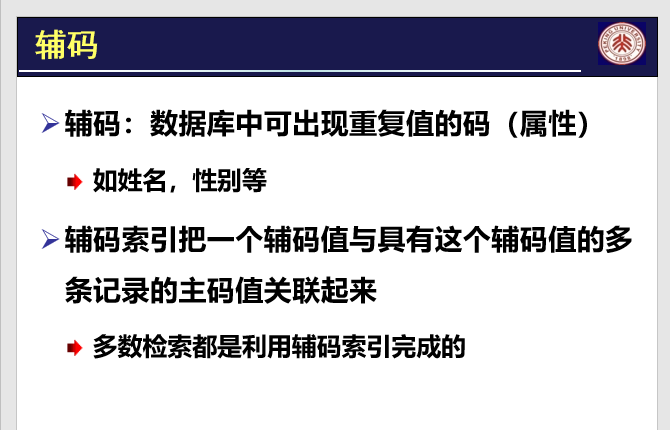 辅码
PEKING UNIVERSITY
1898
辅码：数据库中可出现重复值的码（属性）
如姓名，性别等
辅码索引把一个辅码值与具有这个辅码值的多
条记录的主码值关联起来
多数检索都是利用辅码索引完成的